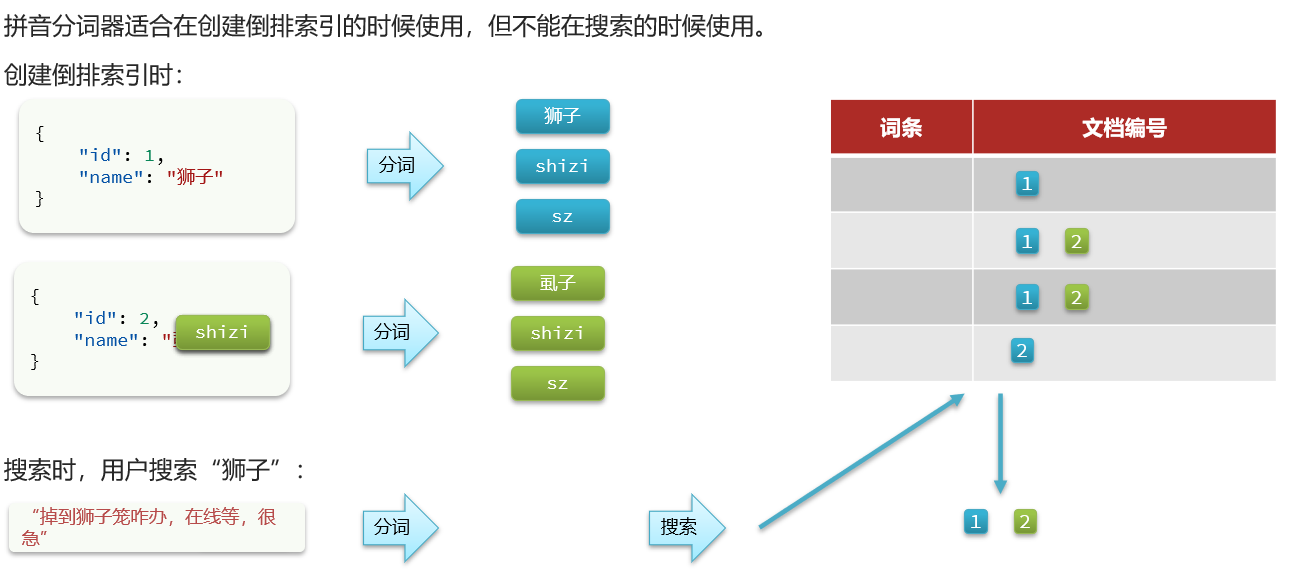 拼音分词器适合在创建倒排索引的时候使用，但不能在搜索的时候使用。
创建倒排索引时：
{
"id": 1,
"name": "狮子"
}
分词
狮子
shizi
sz
词条 文档编号
1
1 2
1 2
2
{
"id": 2,
"name": "
shizi
}
分词
虱子
shizi
sz
搜索时，用户搜索“狮子”：
“掉到狮子笼咋办，在线等，很
急”
分词
搜索
1 2